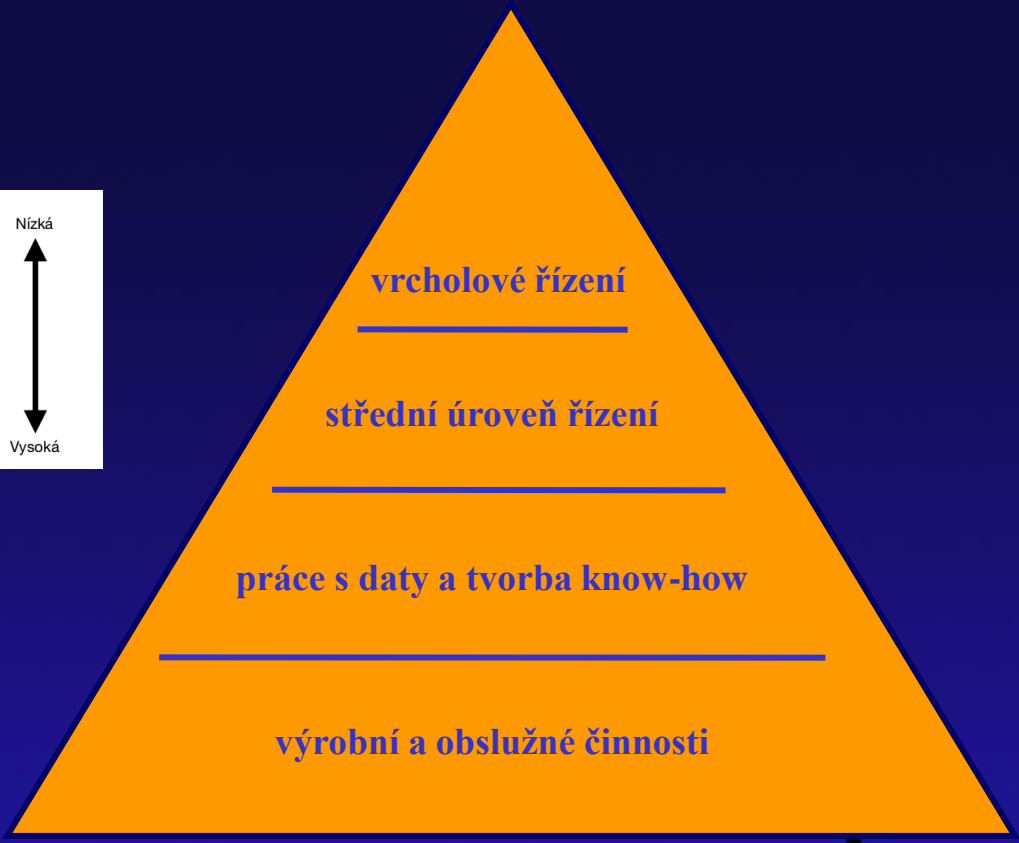 Nízká
Vysoká
vrcholové řízení
střední úroveň řízení
práce s daty a tvorba know-how
výrobní a obslužné činnosti